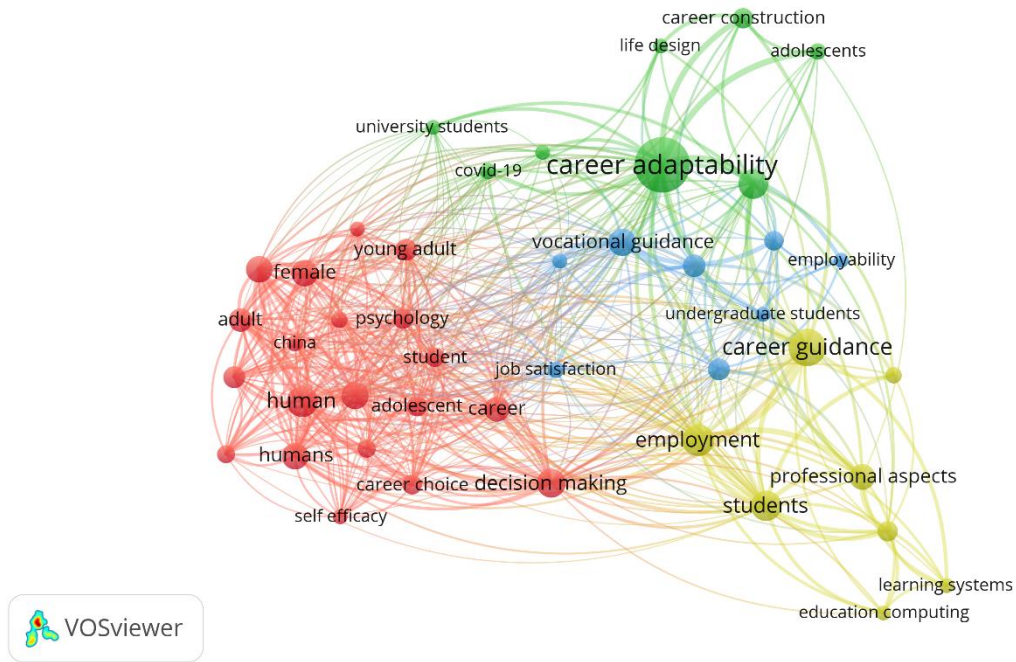 career construction
life design
adolescents
university students
covid-19
career adaptability
young adult
vocational guidance
female
employability
adult
psychology
undergraduate students
china
student
career guidance
job satisfaction
human
adolescent
career
employment
humans
career choice
decision making
professional aspects
self efficacy
students
learning systems
education computing
VOSviewer